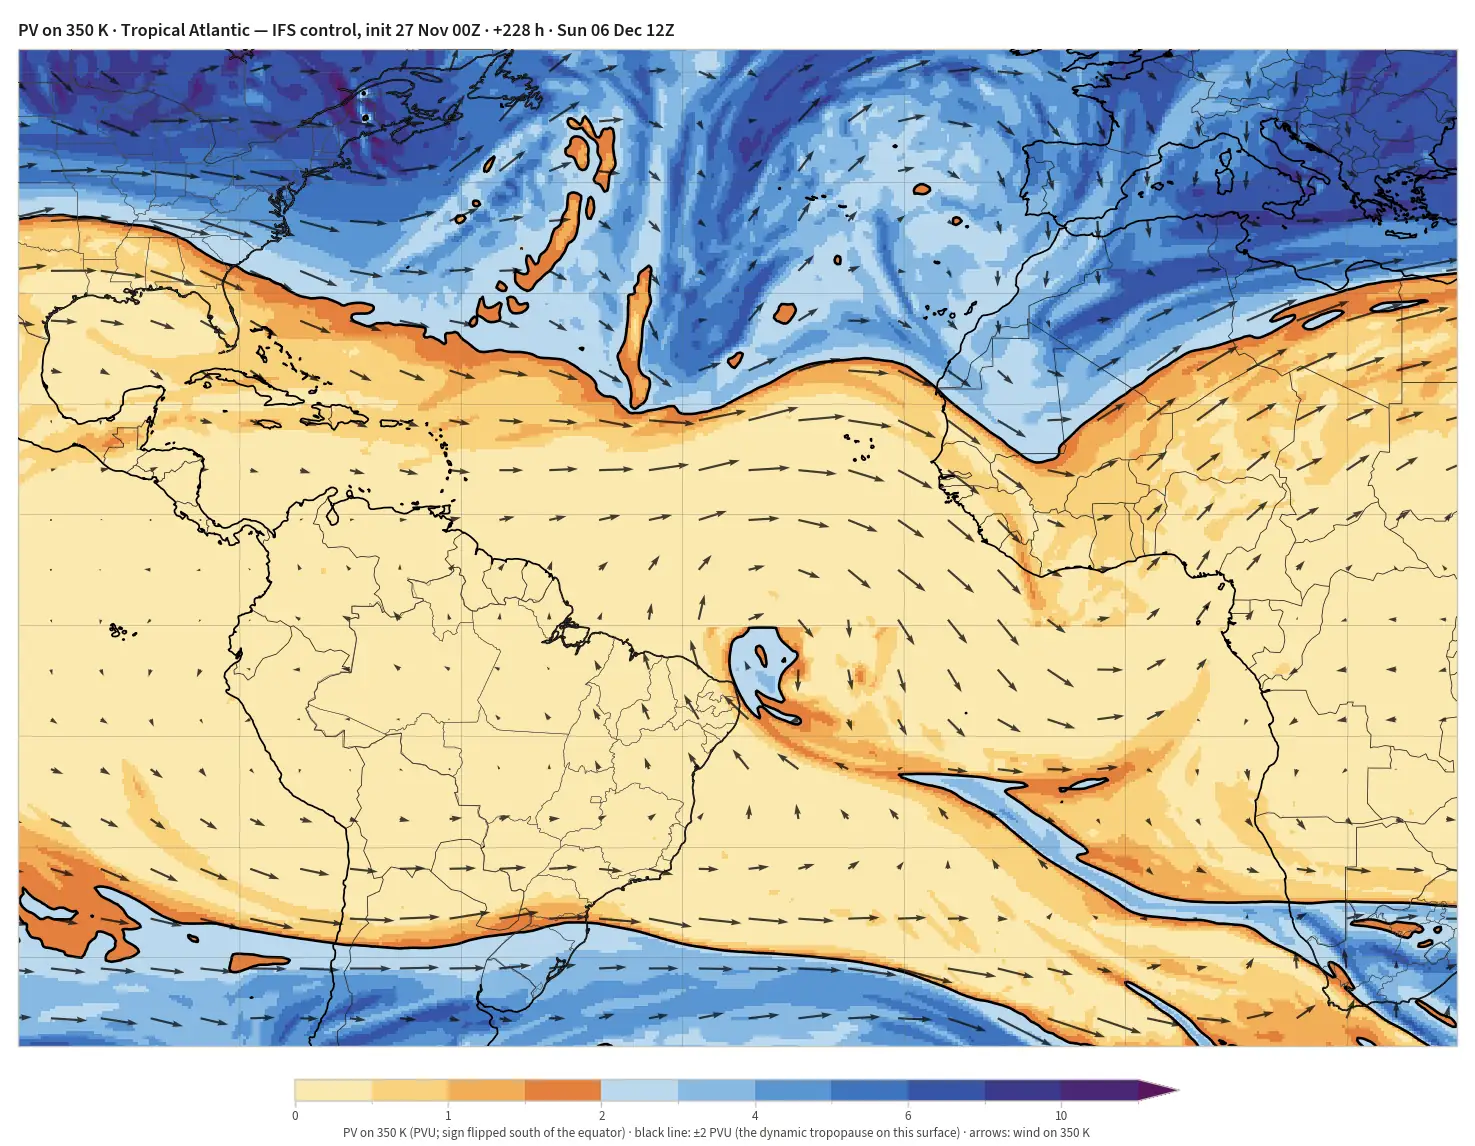 PV on 350 K · Tropical Atlantic — IFS control, init 27 Nov 00Z · +228 h · Sun 06 Dec 12Z
0 1 2 4 6 10
PV on 350 K (PVU; sign flipped south of the equator) · black line: ±2 PVU (the dynamic tropopause on this surface) · arrows: wind on 350 K